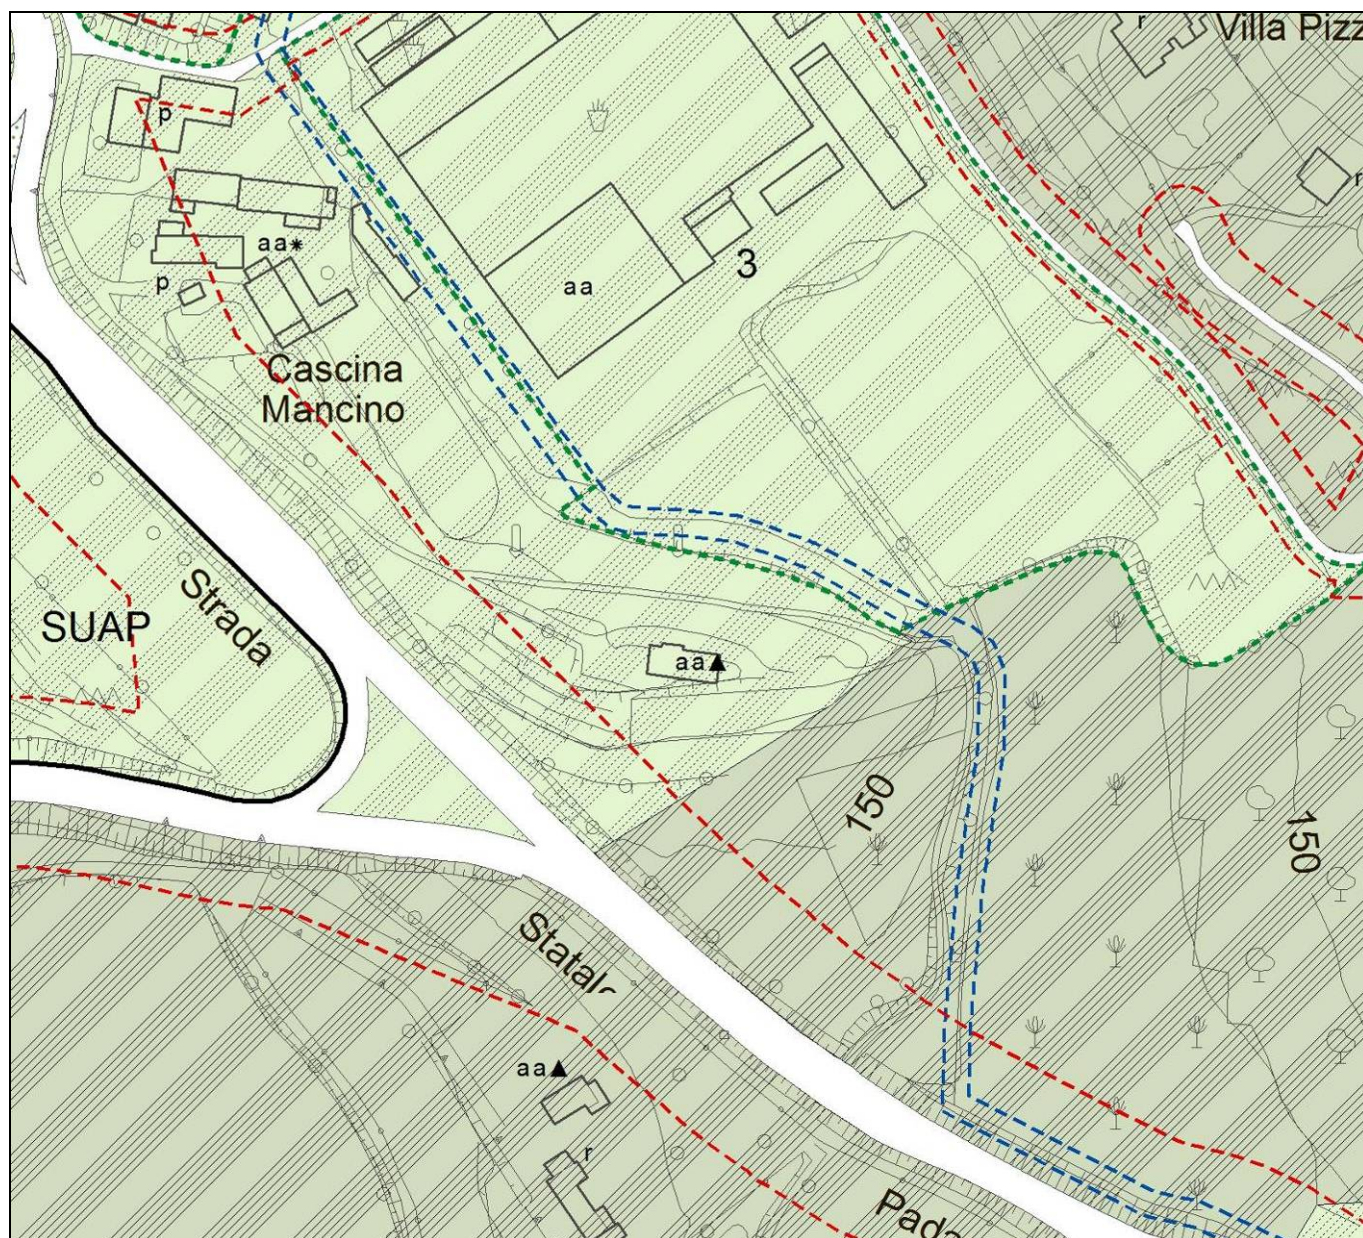 r
Villa Pizz
p
r
aa*
3
p
aa
Cascina
Mancino
Strada
SUAP
aa▲
150
150
Statale
aa▲
r
Pada